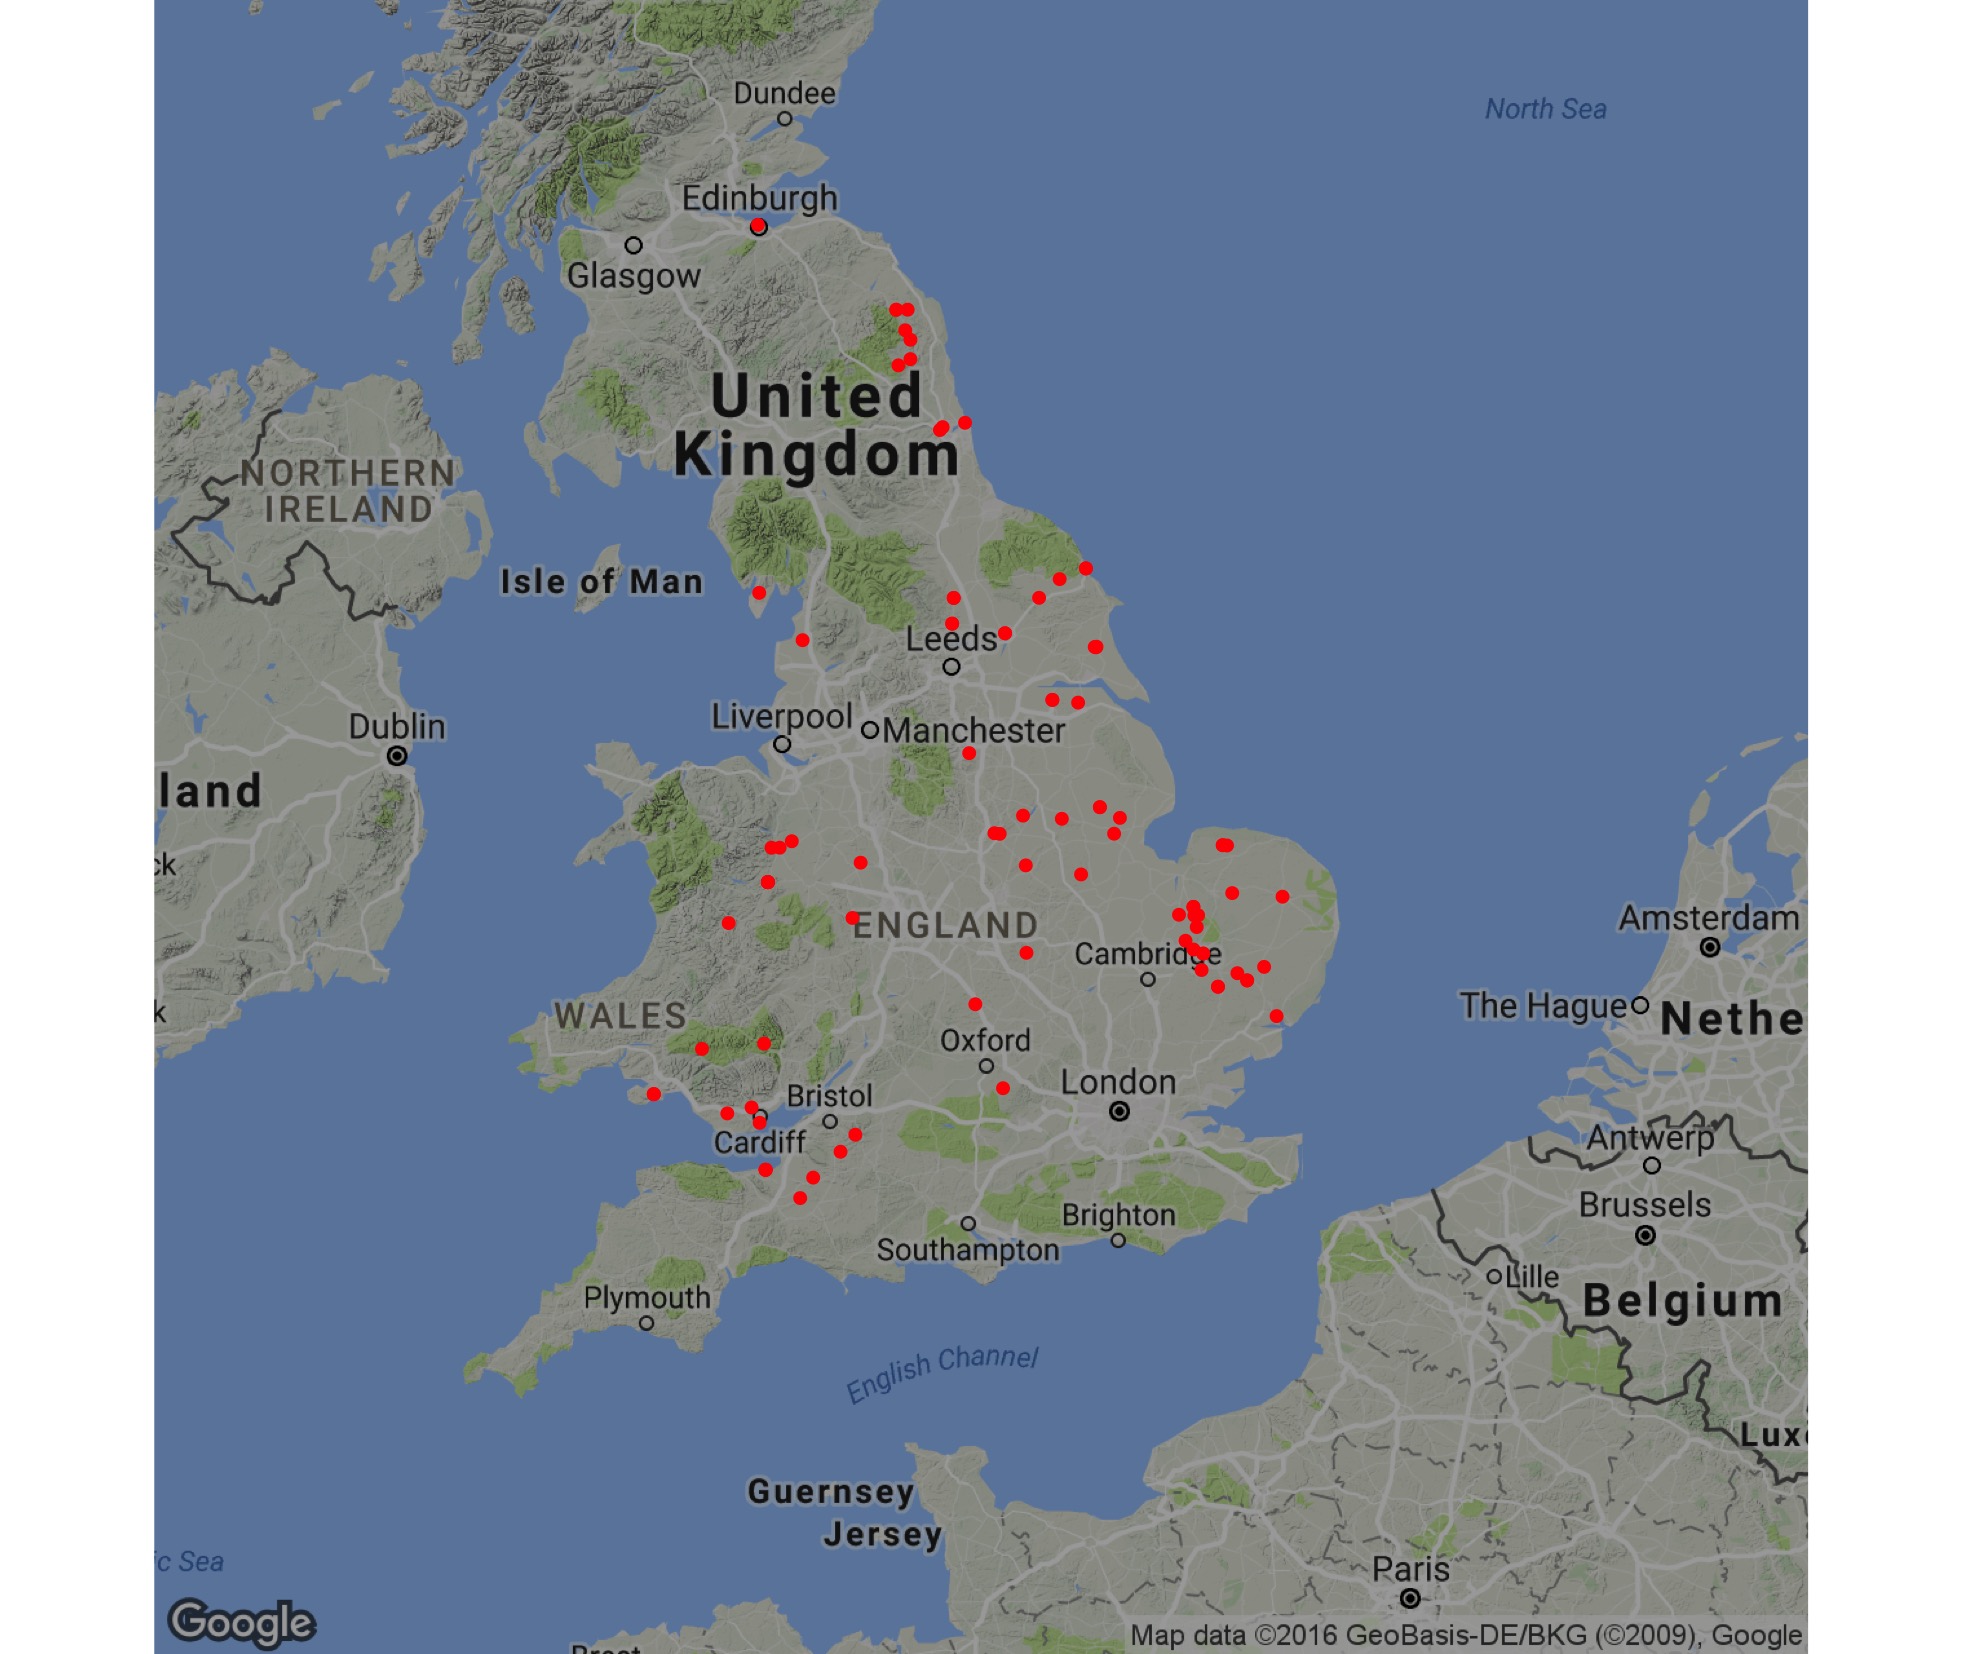 Dundee
North Sea
Edinburgh
Glasgow
United
Kingdom
NORTHERN
IRELAND
Isle of Man
Leeds
Liverpool
Manchester
Dublin
land
ck
Amsterdam
ENGLAND
Cambridge
The Hague
Nethe
k
WALES
Oxford
London
Bristol
Cardiff
Antwerp
Brussels
Brighton
Southampton
Lille
Belgium
Plymouth
English Channel
Luxe
Guernsey
Jersey
ic Sea
Paris
Google
Map data ©2016 GeoBasis-DE/BKG (©2009), Google
Brest